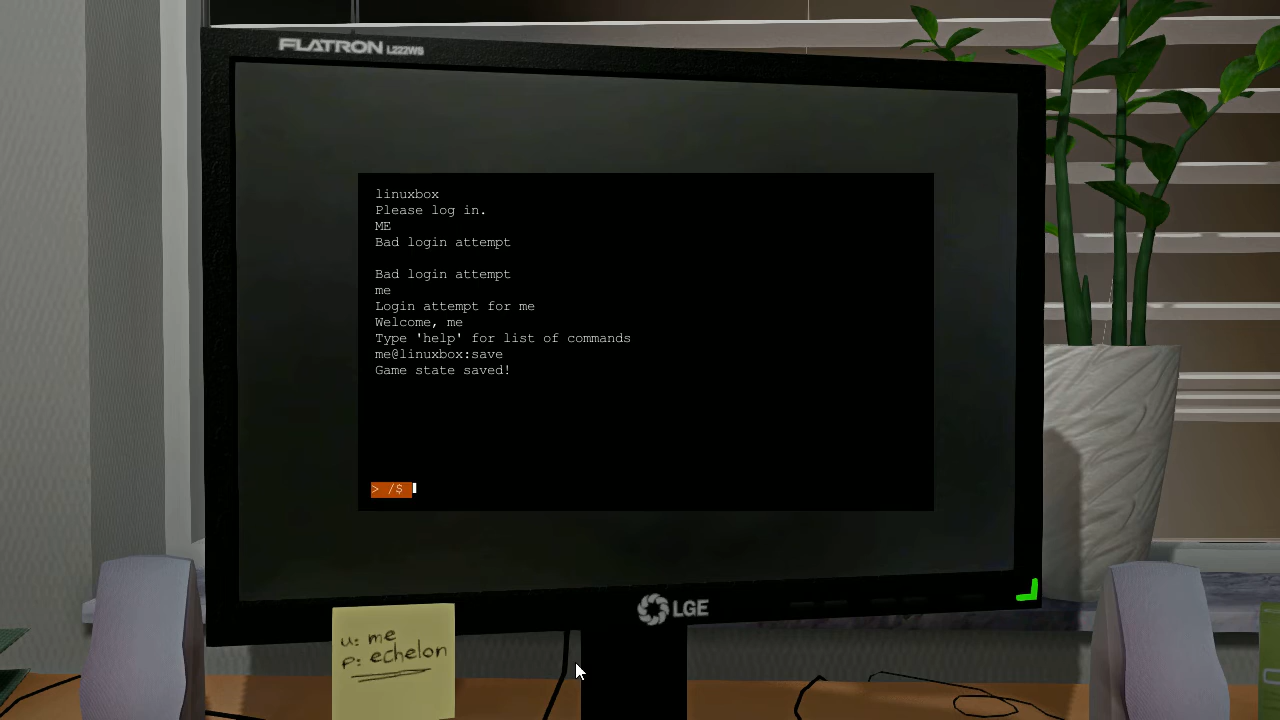 FLATRON L222WS
linuxbox
Please log in.
ME
Bad login attempt
Bad login attempt
me
Login attempt for me
Welcome, me
Type 'help' for list of commands
me@linuxbox:save
Game state saved!
> /$
LGE
u: me
p: echelon